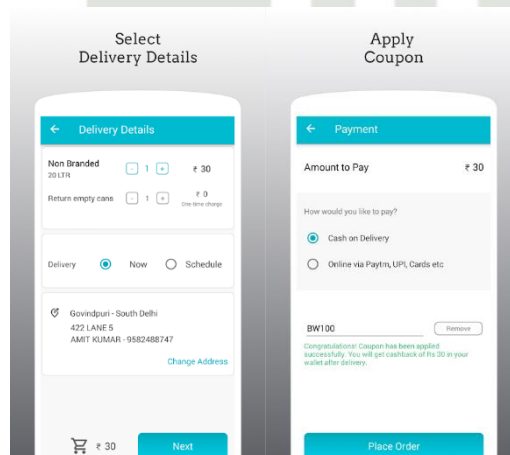 Select
Delivery Details
Delivery Details
Non Branded
20 LTR
- 1 +
₹ 30
Return empty cans
- 1 +
₹ 0
One time charge
Delivery
Now
Schedule
Govindpuri - South Delhi
422 LANE 5
AMIT KUMAR - 9582488747
Change Address
₹ 30
Next
Apply
Coupon
Payment
Amount to Pay
₹ 30
How would you like to pay?
Cash on Delivery
Online via Paytm, UPI, Cards etc
BW100
Remove
Congratulations! Coupon has been applied
successfully. You will get cashback of Rs 30 in your
wallet after delivery.
Place Order